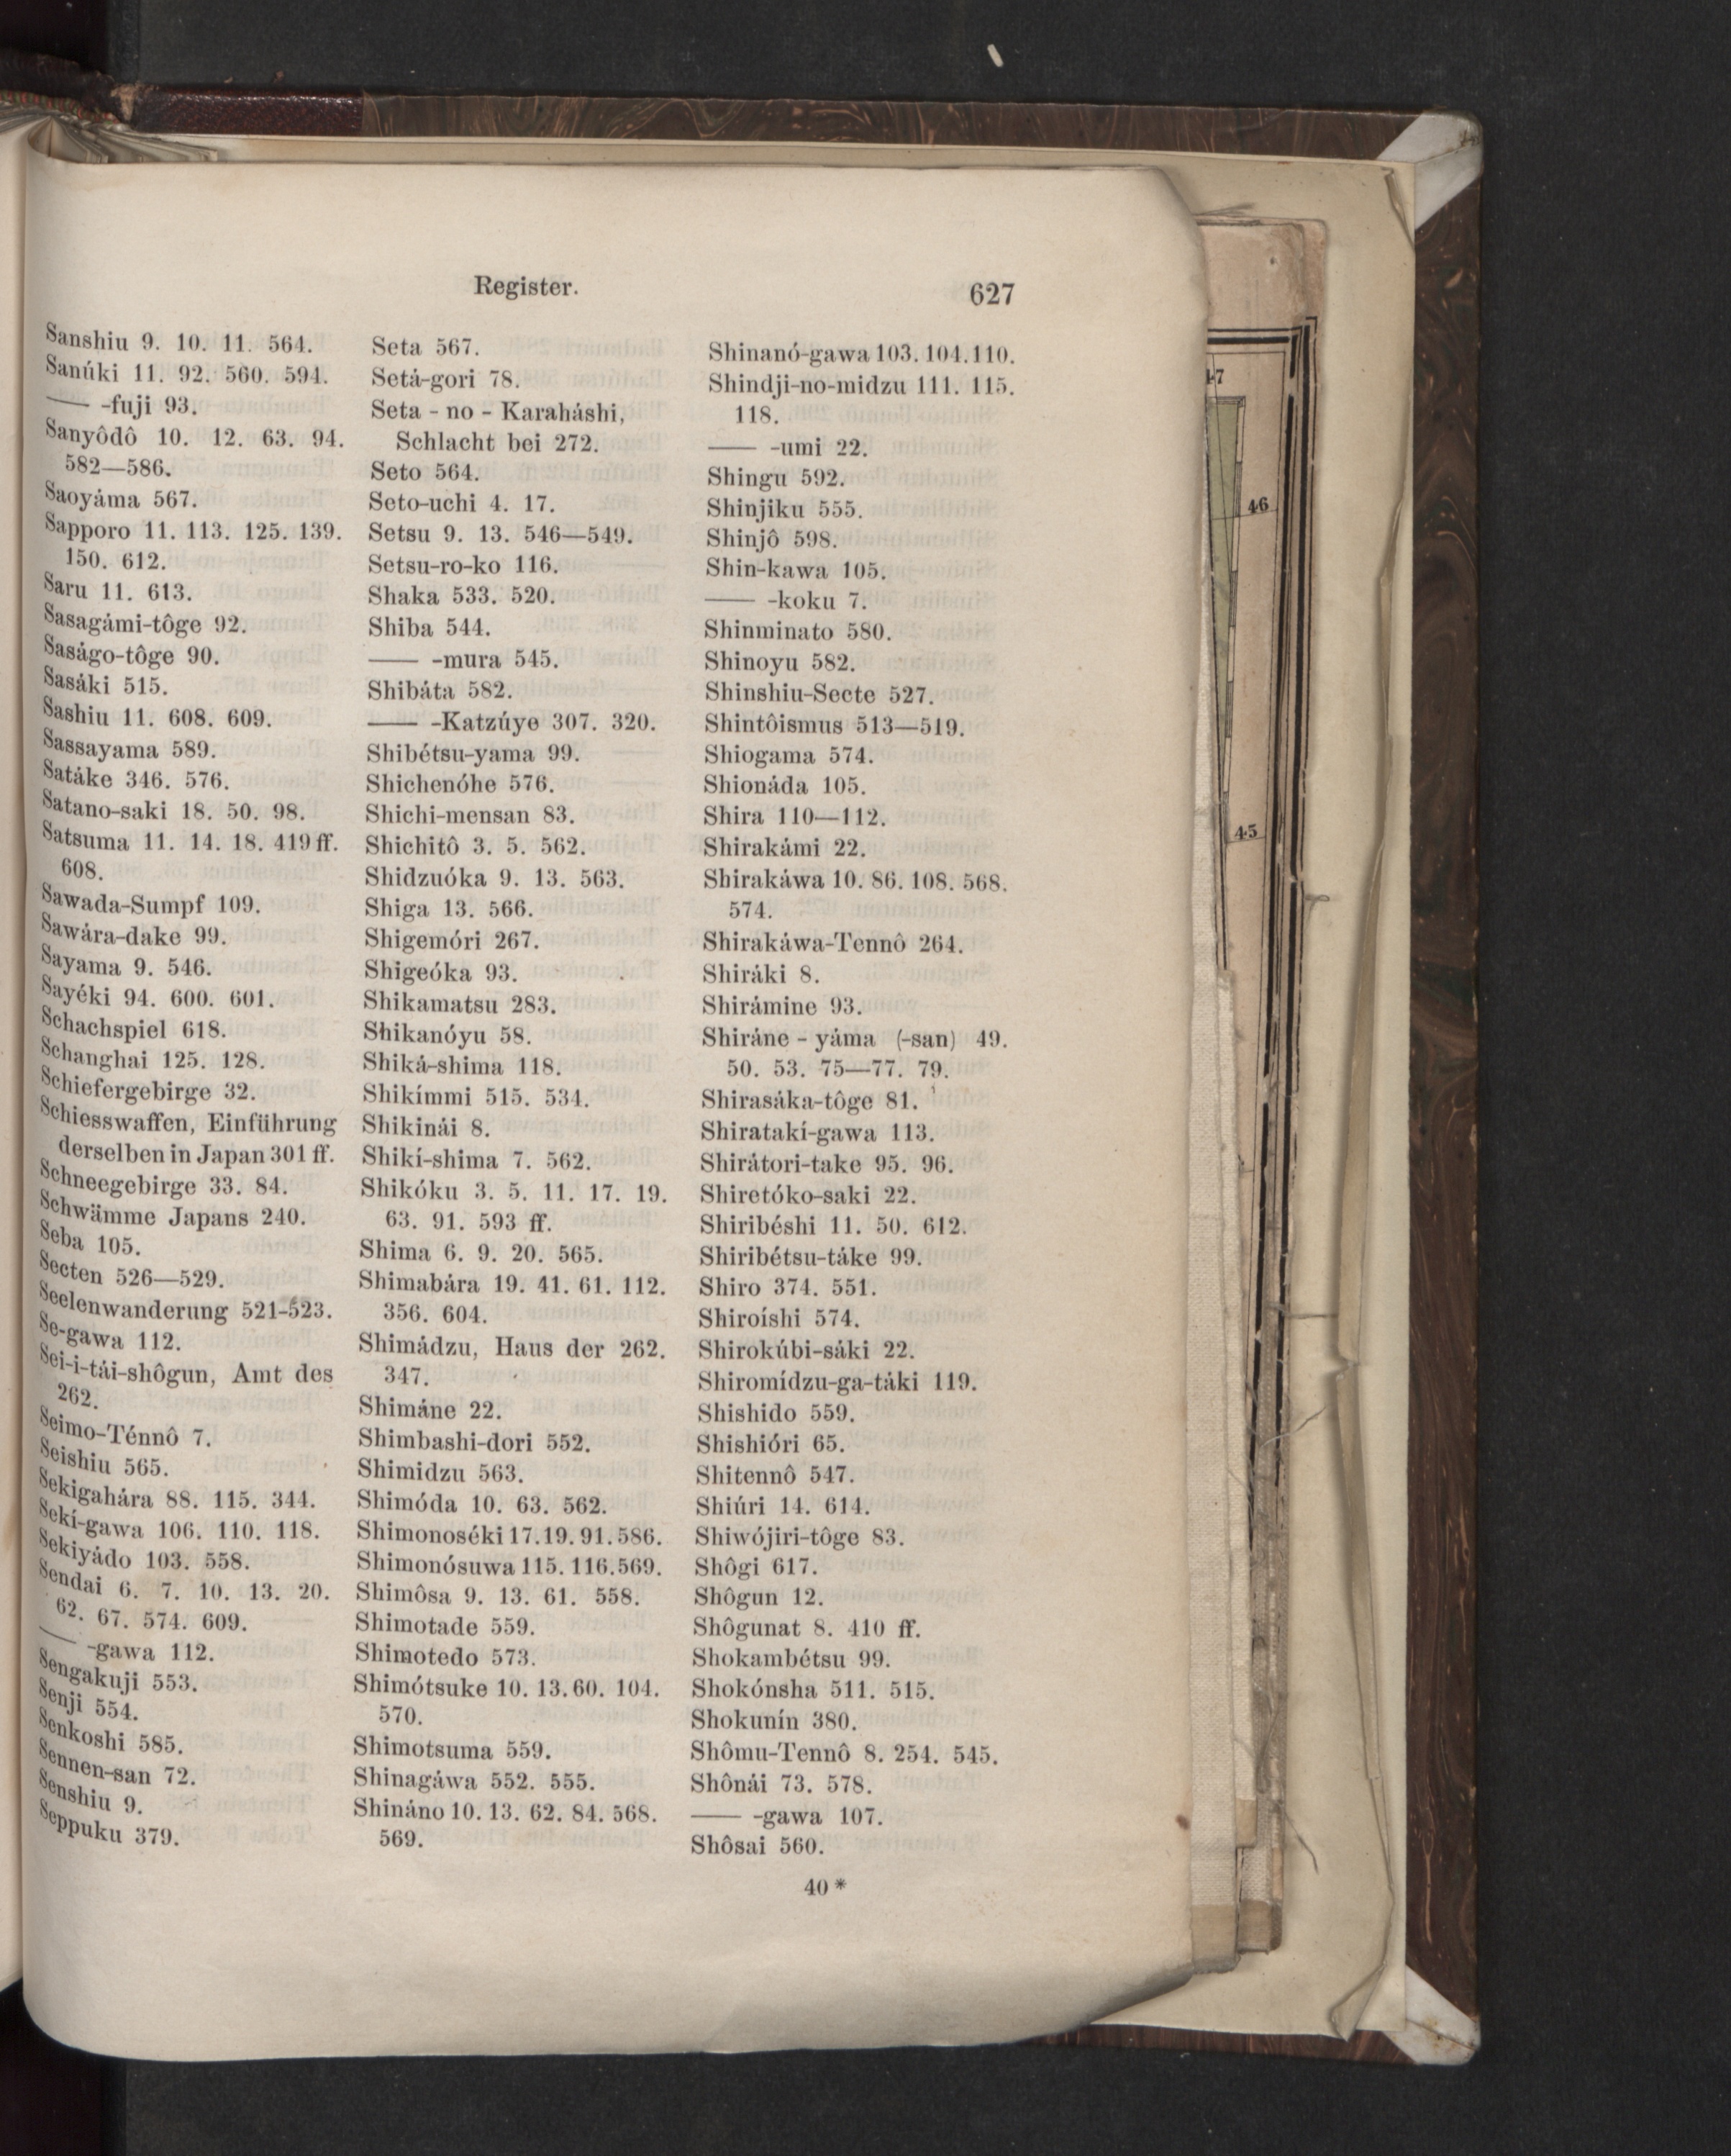 Register.
627
Sanshiu 9. 10. 11. 564.
Sanúki 11. 92. 560. 594.
—— -fuji 93.
Sanyôdô 10. 12. 63. 94.
582—586.
Saoyáma 567.
Sapporo 11. 113. 125. 139.
150. 612.
Saru 11. 613.
Sasagámi-tôge 92.
Saságo-tôge 90.
Sasáki 515.
Sashiu 11. 608. 609.
Sassayama 589.
Satáke 346. 576.
Satano-saki 18. 50. 98.
Satsuma 11. 14. 18. 419 ff.
608.
Sawada-Sumpf 109.
Sawára-dake 99.
Sayama 9. 546.
Sayéki 94. 600. 601.
Schachspiel 618.
Schanghai 125. 128.
Schiefergebirge 32.
Schiesswaffen, Einführung
derselben in Japan 301 ff.
Schneegebirge 33. 84.
Schwämme Japans 240.
Seba 105.
Secten 526—529.
Seelenwanderung 521-523.
Se-gawa 112.
Sei-i-tái-shôgun, Amt des
262.
Seimo-Ténnô 7.
Seishiu 565.
Sekigahára 88. 115. 344.
Sekí-gawa 106. 110. 118.
Sekiyádo 103. 558.
Sendai 6. 7. 10. 13. 20.
62. 67. 574. 609.
—— -gawa 112.
Sengakuji 553.
Senji 554.
Senkoshi 585.
Sennen-san 72.
Senshiu 9.
Seppuku 379.
Seta 567.
Setá-gori 78.
Seta - no - Karaháshi,
Schlacht bei 272.
Seto 564.
Seto-uchi 4. 17.
Setsu 9. 13. 546—549.
Setsu-ro-ko 116.
Shaka 533. 520.
Shiba 544.
—— -mura 545.
Shibáta 582.
—— -Katzúye 307. 320.
Shibétsu-yama 99.
Shichenóhe 576.
Shichi-mensan 83.
Shichitô 3. 5. 562.
Shidzuóka 9. 13. 563.
Shiga 13. 566.
Shigemóri 267.
Shigeóka 93.
Shikamatsu 283.
Shikanóyu 58.
Shiká-shima 118.
Shikímmi 515. 534.
Shikinái 8.
Shikí-shima 7. 562.
Shikóku 3. 5. 11. 17. 19.
63. 91. 593 ff.
Shima 6. 9. 20. 565.
Shimabára 19. 41. 61. 112.
356. 604.
Shimádzu, Haus der 262.
347.
Shimáne 22.
Shimbashi-dori 552.
Shimidzu 563.
Shimóda 10. 63. 562.
Shimonoséki 17. 19. 91. 586.
Shimonósuwa 115. 116. 569.
Shimôsa 9. 13. 61. 558.
Shimotade 559.
Shimotedo 573.
Shimótsuke 10. 13. 60. 104.
570.
Shimotsuma 559.
Shinagáwa 552. 555.
Shináno 10. 13. 62. 84. 568.
569.
Shinanó-gawa 103. 104. 110.
Shindji-no-midzu 111. 115.
118.
—— -umi 22.
Shingu 592.
Shinjiku 555.
Shinjô 598.
Shin-kawa 105.
—— -koku 7.
Shinminato 580.
Shinoyu 582.
Shinshiu-Secte 527.
Shintôismus 513—519.
Shiogama 574.
Shionáda 105.
Shira 110—112.
Shirakámi 22.
Shirakáwa 10. 86. 108. 568.
574.
Shirakáwa-Tennô 264.
Shiráki 8.
Shirámine 93.
Shiráne - yáma (-san) 49.
50. 53. 75—77. 79.
Shirasáka-tôge 81.
Shiratakí-gawa 113.
Shirátori-take 95. 96.
Shiretóko-saki 22.
Shiribéshi 11. 50. 612.
Shiribétsu-táke 99.
Shiro 374. 551.
Shiroíshi 574.
Shirokúbi-sáki 22.
Shiromídzu-ga-táki 119.
Shishido 559.
Shishióri 65.
Shitennô 547.
Shiúri 14. 614.
Shiwójiri-tôge 83.
Shôgi 617.
Shôgun 12.
Shôgunat 8. 410 ff.
Shokambétsu 99.
Shokónsha 511. 515.
Shokunín 380.
Shômu-Tennô 8. 254. 545.
Shônái 73. 578.
—— -gawa 107.
Shôsai 560.
40 *
47
46
45